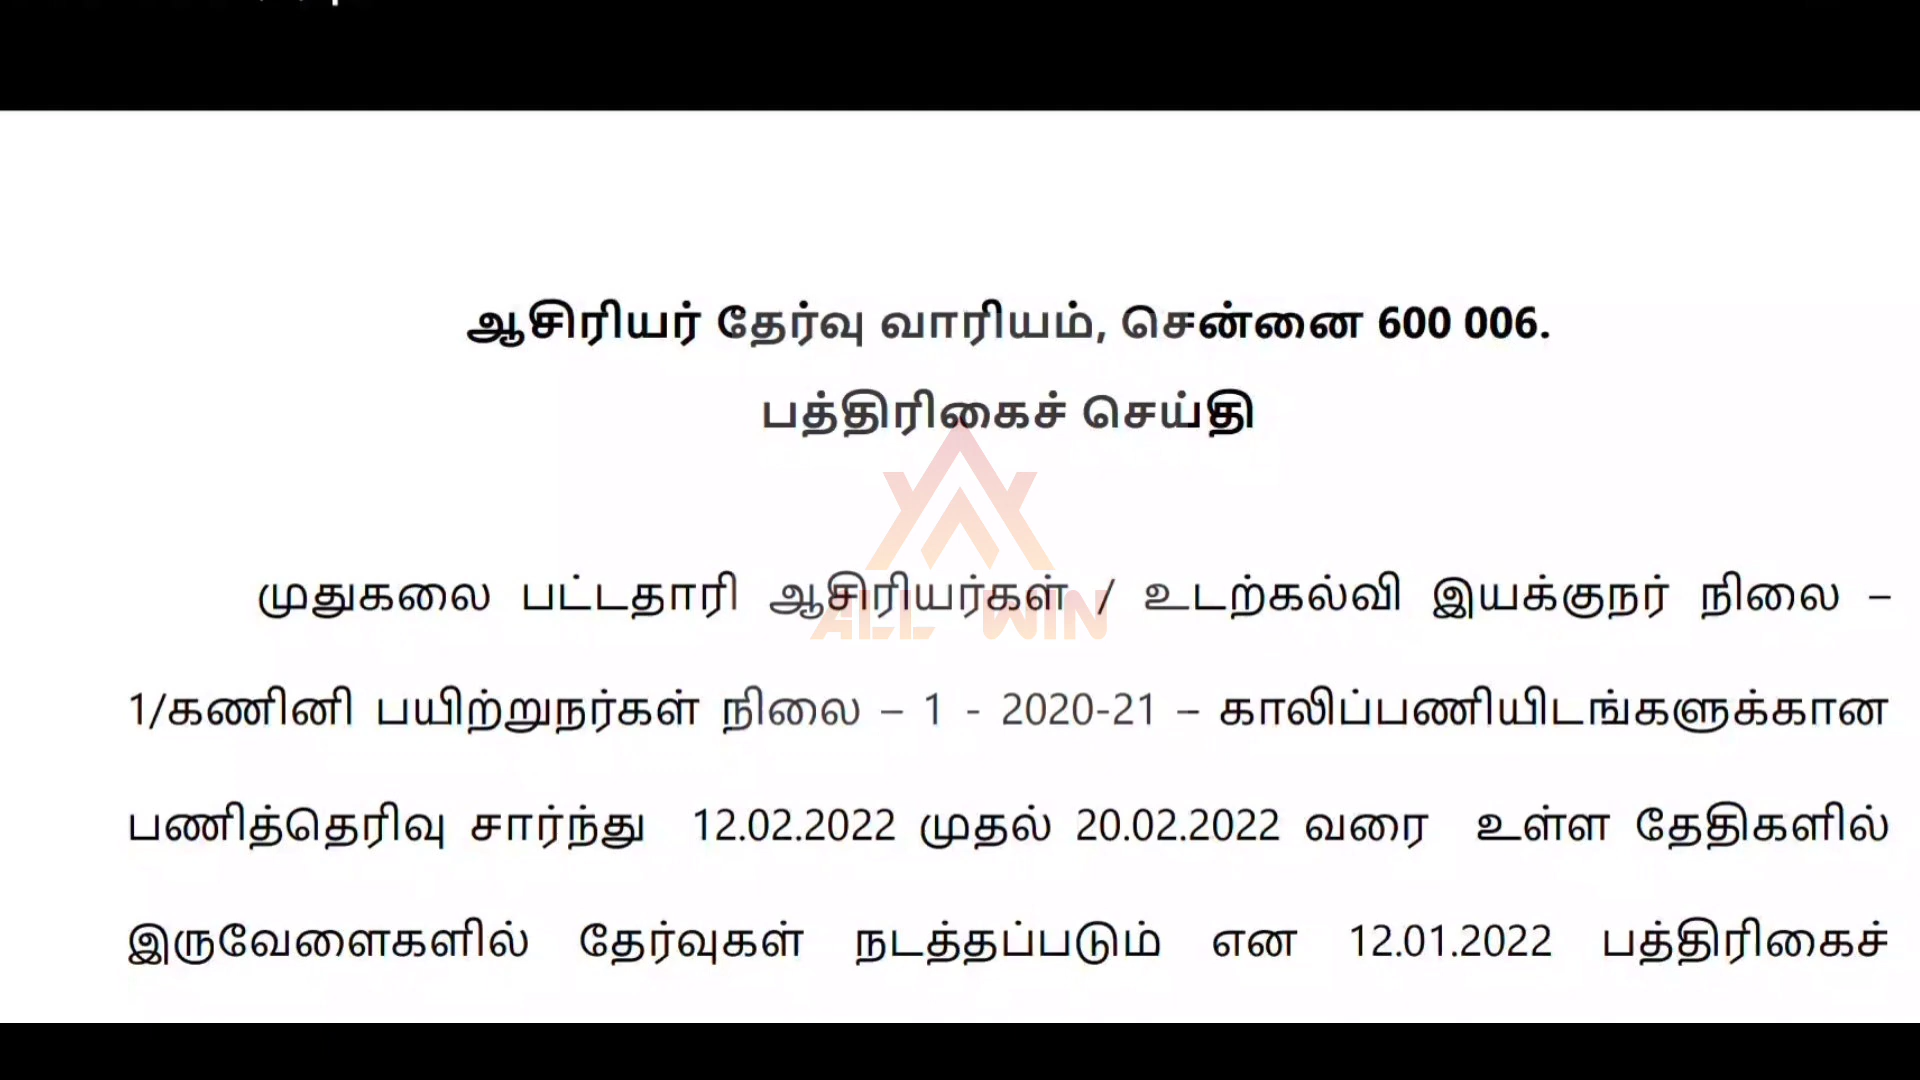 ஆசிரியர் தேர்வு வாரியம், சென்னை 600 006.
பத்திரிகைச் செய்தி
முதுகலை பட்டதாரி ஆசிரியர்கள் / உடற்கல்வி இயக்குநர் நிலை –
ALL WIN
1/கணினி பயிற்றுநர்கள் நிலை – 1 - 2020-21 – காலிப்பணியிடங்களுக்கான
பணித்தெரிவு சார்ந்து 12.02.2022 முதல் 20.02.2022 வரை உள்ள தேதிகளில்
இருவேளைகளில் தேர்வுகள் நடத்தப்படும் என 12.01.2022 பத்திரிகைச்